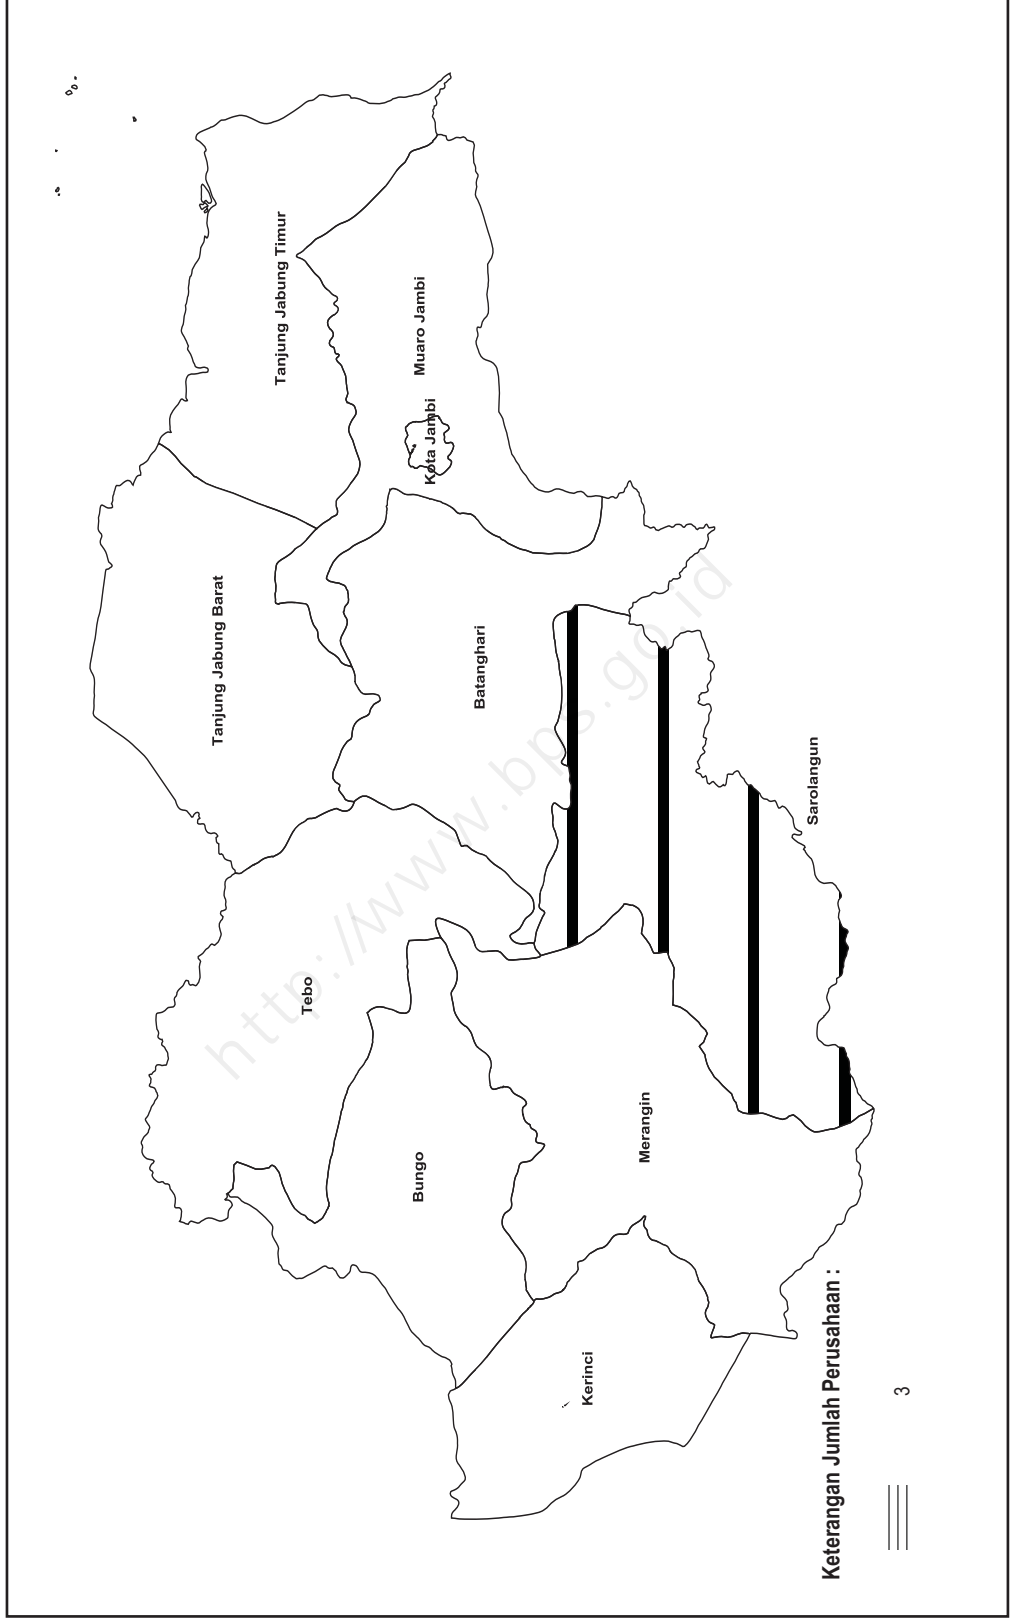 Tanjung Jabung Timur
Muaro Jambi
Kota Jambi
Tanjung Jabung Barat
Batanghari
Sarolangun
Tebo
Bungo
Merangin
Kerinci
Keterangan Jumlah Perusahaan :
3
http://www.bps.go.id